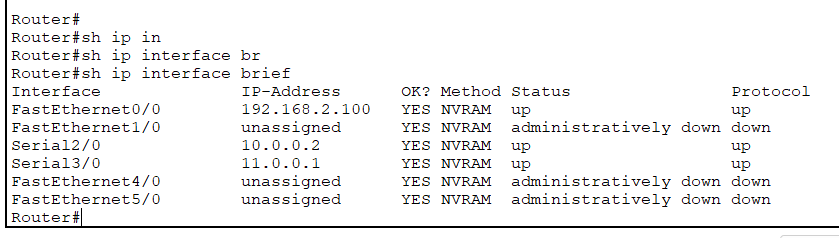 Router#
Router#sh ip in
Router#sh ip interface br
Router#sh ip interface brief
Interface IP-Address OK? Method Status Protocol
FastEthernet0/0 192.168.2.100 YES NVRAM up up
FastEthernet1/0 unassigned YES NVRAM administratively down down
Serial2/0 10.0.0.2 YES NVRAM up up
Serial3/0 11.0.0.1 YES NVRAM up up
FastEthernet4/0 unassigned YES NVRAM administratively down down
FastEthernet5/0 unassigned YES NVRAM administratively down down
Router#